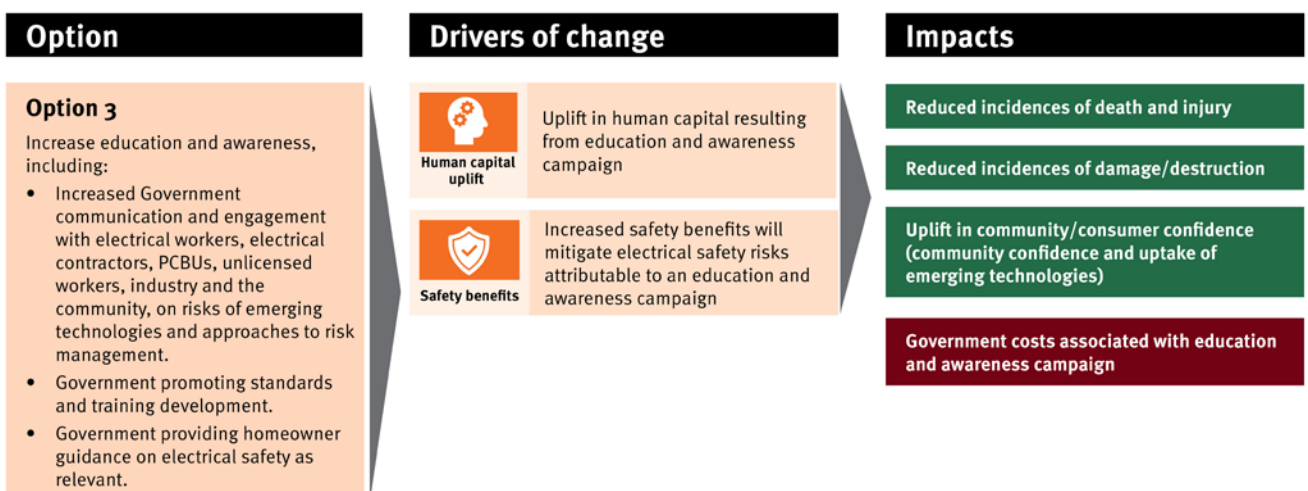 Option
Option 3
Increase education and awareness,
including:
• Increased Government
communication and engagement
with electrical workers, electrical
contractors, PCBUs, unlicensed
workers, industry and the
community, on risks of emerging
technologies and approaches to risk
management.
• Government promoting standards
and training development.
• Government providing homeowner
guidance on electrical safety as
relevant.
Drivers of change
Human capital
uplift
Uplift in human capital resulting
from education and awareness
campaign
Safety benefits
Increased safety benefits will
mitigate electrical safety risks
attributable to an education and
awareness campaign
Impacts
Reduced incidences of death and injury
Reduced incidences of damage/destruction
Uplift in community/consumer confidence
(community confidence and uptake of
emerging technologies)
Government costs associated with education
and awareness campaign